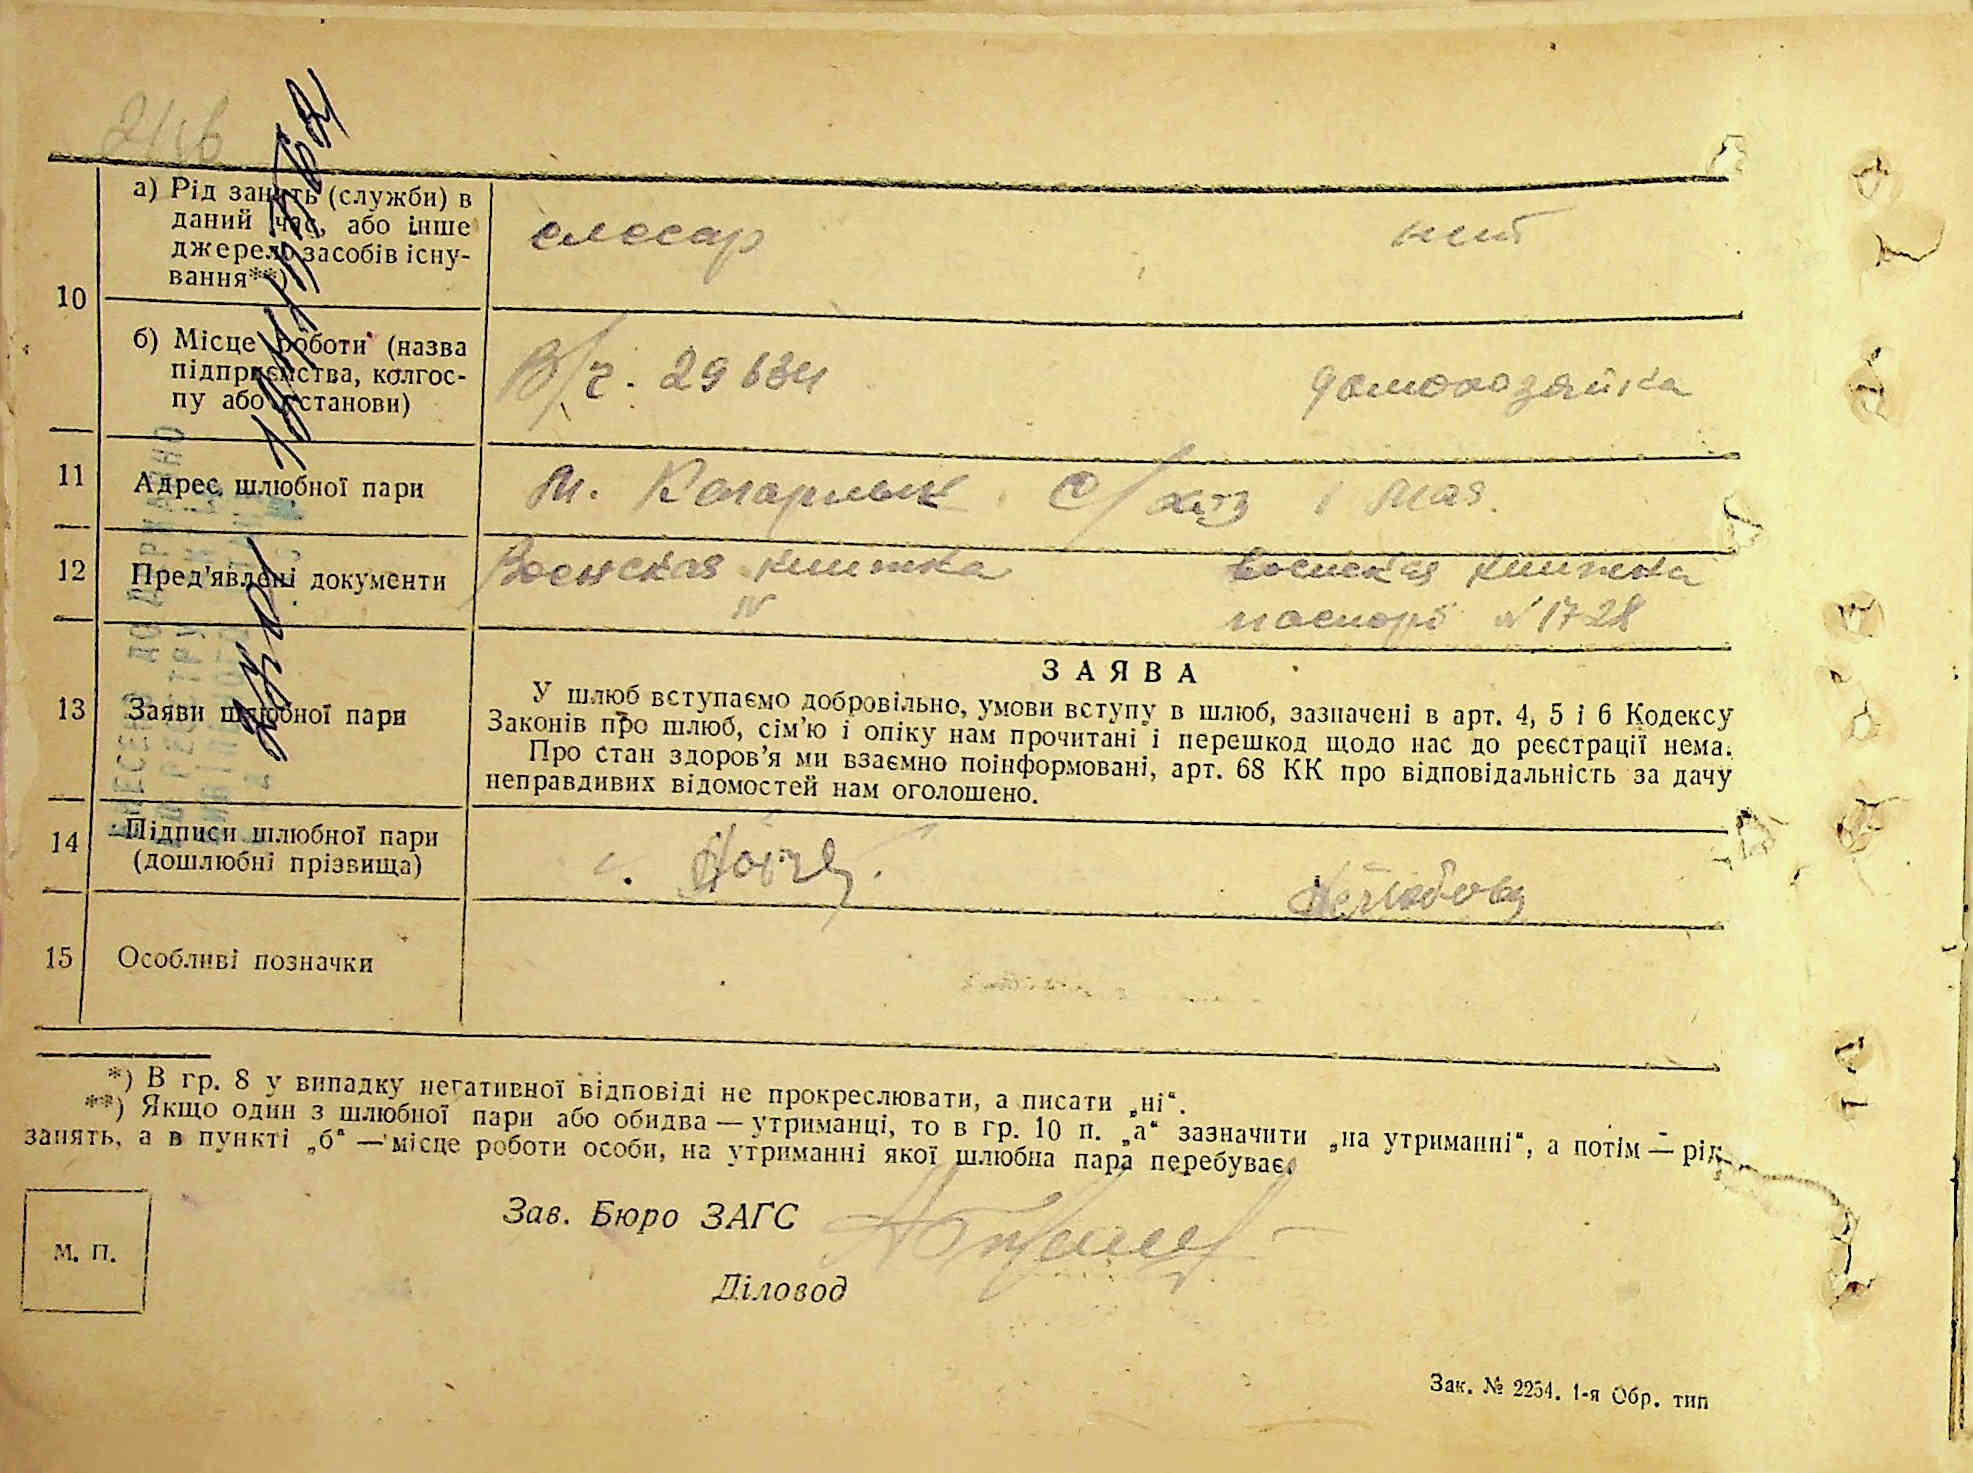 а) Рід занять (служби) в
даний час, або інше
джерело засобів існу-
вання**)
слесар
нет
10
б) Місце роботи (назва
підприємства, колгос-
пу або установи)
В/ч. 29634
домохозяйка
11
Адрес шлюбної пари
м. Кагарлык. С/хоз 1 мая.
12
Пред'явлені документи
Военская книжка
военская книжка
паспорт № 1728
13
Заяви шлюбної пари
ЗАЯВА
У шлюб вступаємо добровільно, умови вступу в шлюб, зазначені в арт. 4, 5 і 6 Кодексу
Законів про шлюб, сім'ю і опіку нам прочитані і перешкод щодо нас до реєстрації нема.
Про стан здоров'я ми взаємно поінформовані, арт. 68 КК про відповідальність за дачу
неправдивих відомостей нам оголошено.
14
Підписи шлюбної пари
(дошлюбні прізвища)
15
Особливі позначки
*) В гр. 8 у випадку негативної відповіді не прокреслювати, а писати „ні“.
**) Якщо один з шлюбної пари або обидва — утриманці, то в гр. 10 п. „а“ зазначити „на утриманні“, а потім — рід
занять, а в пункті „б“ — місце роботи особи, на утриманні якої шлюбна пара перебуває.
Зав. Бюро ЗАГС
М. П.
Діловод
Зак. № 2254. 1-я Обр. тип